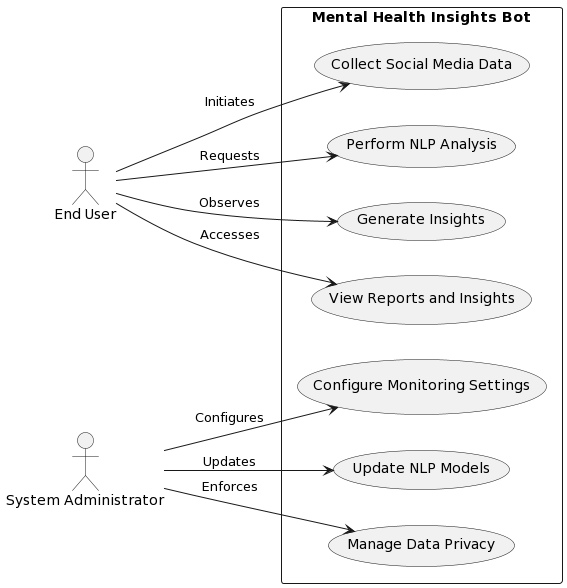 Mental Health Insights Bot
Collect Social Media Data
Initiates
Perform NLP Analysis
Requests
End User
Observes
Generate Insights
Accesses
View Reports and Insights
Configure Monitoring Settings
Configures
System Administrator
Updates
Update NLP Models
Enforces
Manage Data Privacy